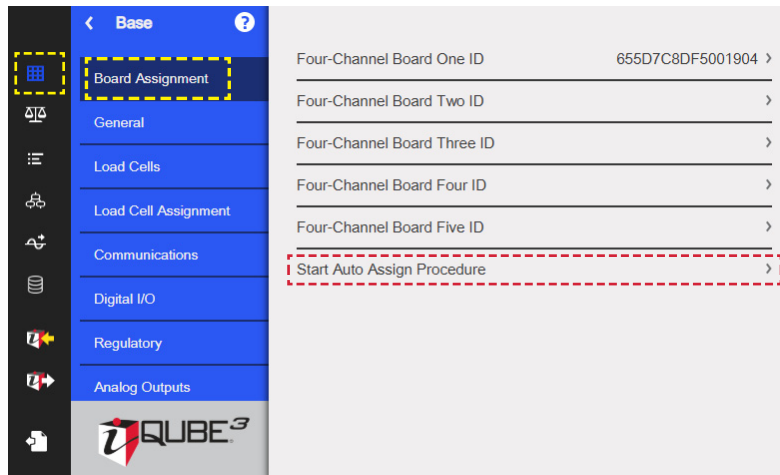 Base
?
Board Assignment
General
Load Cells
Load Cell Assignment
Communications
Digital I/O
Regulatory
Analog Outputs
iQUBE3
Four-Channel Board One ID 655D7C8DF5001904
Four-Channel Board Two ID
Four-Channel Board Three ID
Four-Channel Board Four ID
Four-Channel Board Five ID
Start Auto Assign Procedure